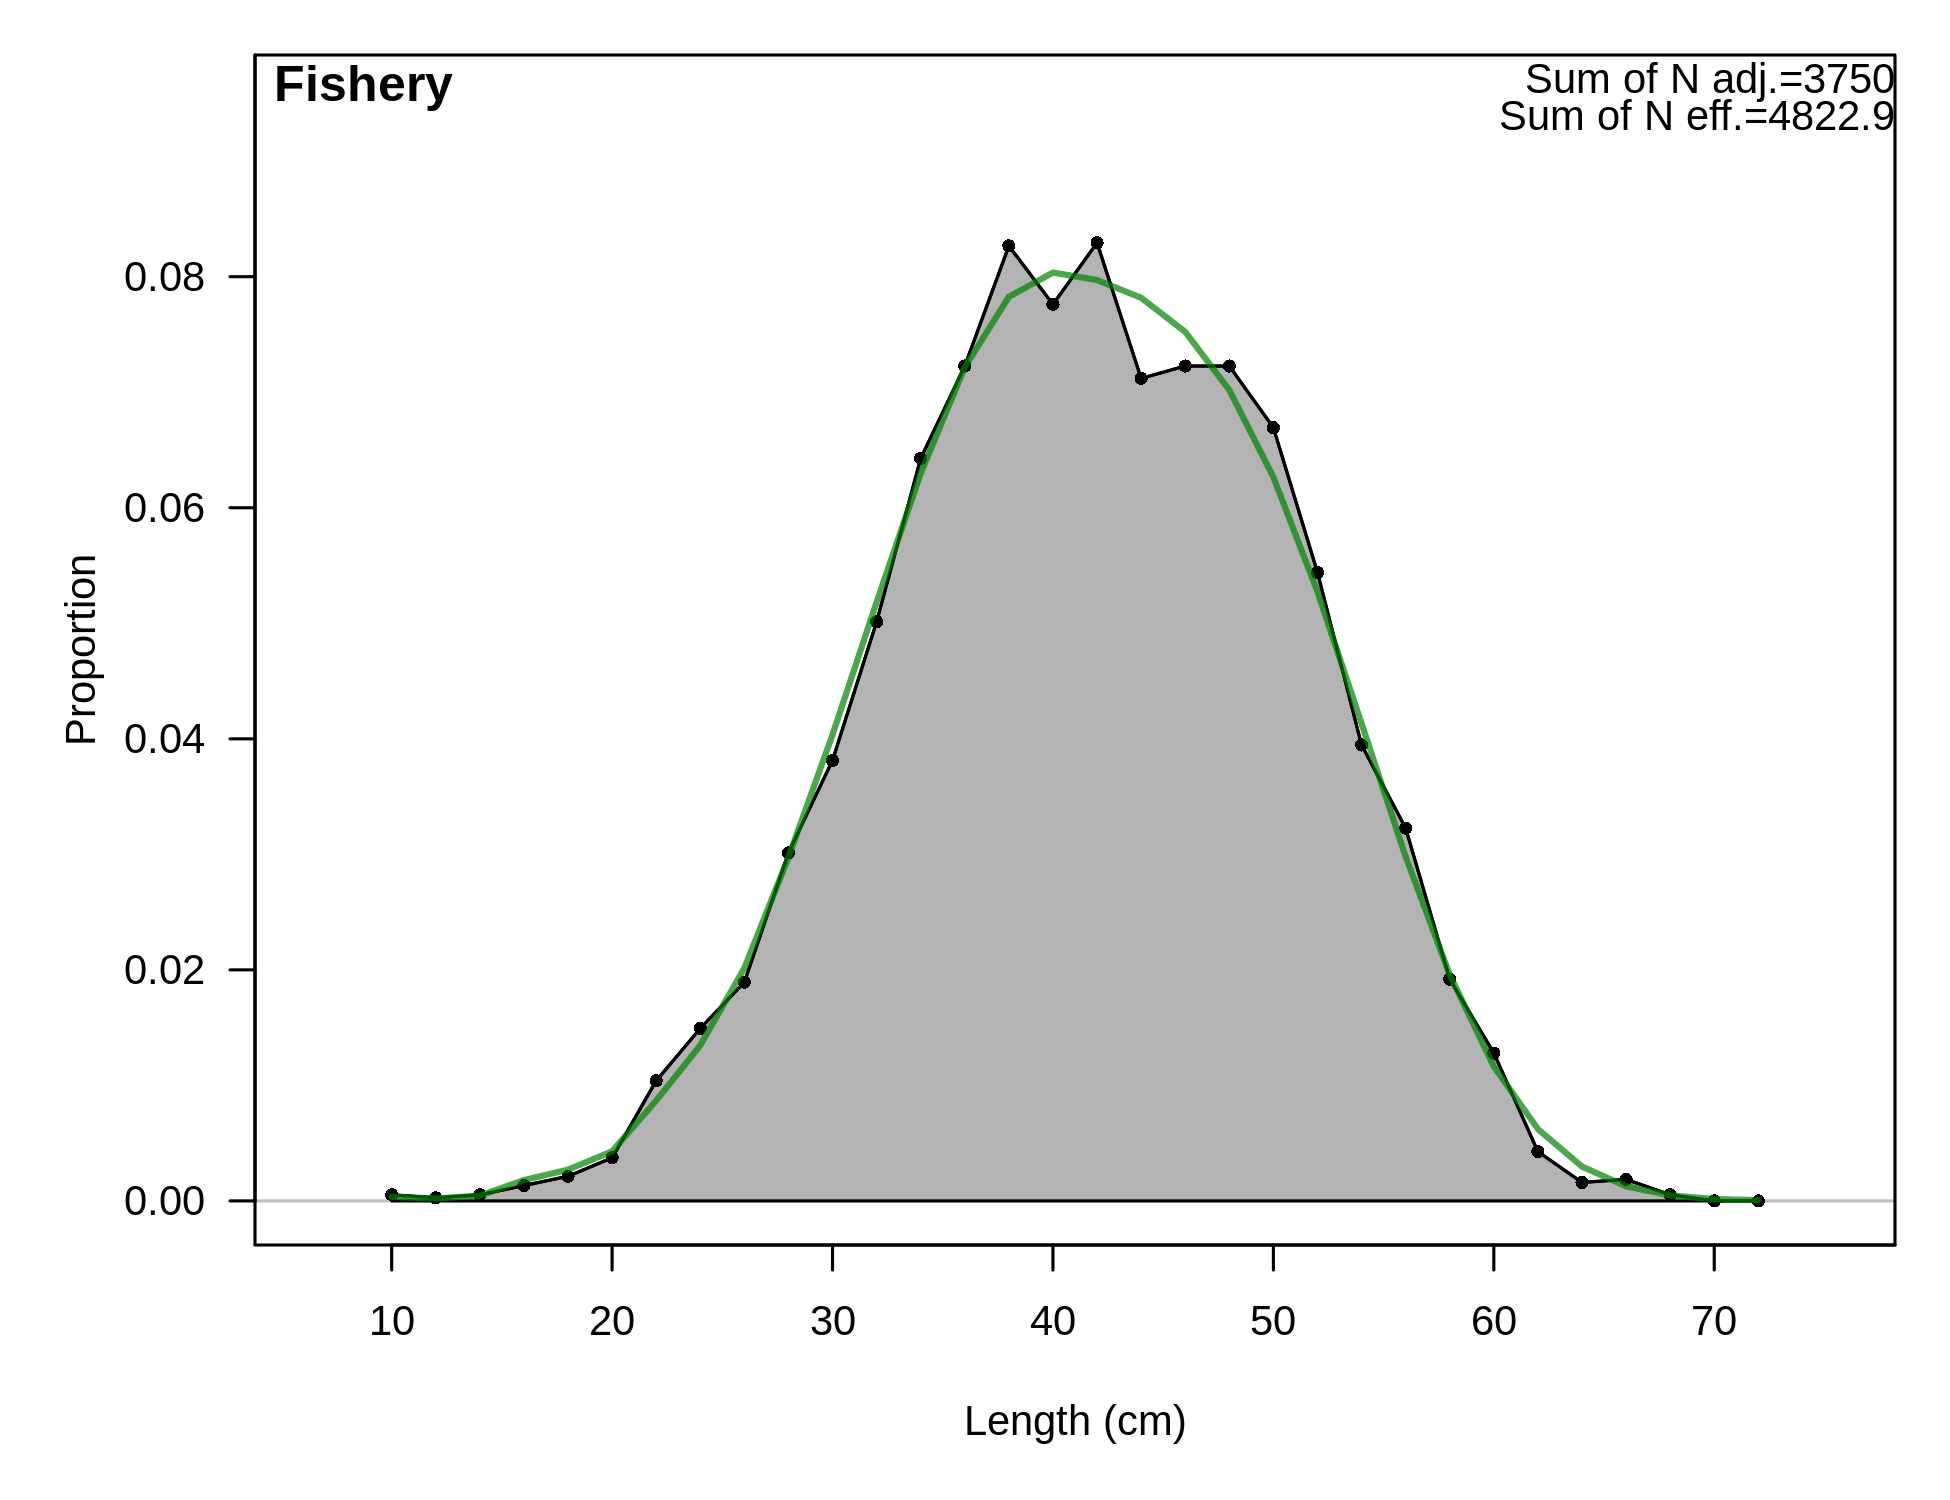 Fishery
Sum of N adj.=3750
Sum of N eff.=4822.9
Proportion
0.08
0.06
0.04
0.02
0.00
10 20 30 40 50 60 70
Length (cm)